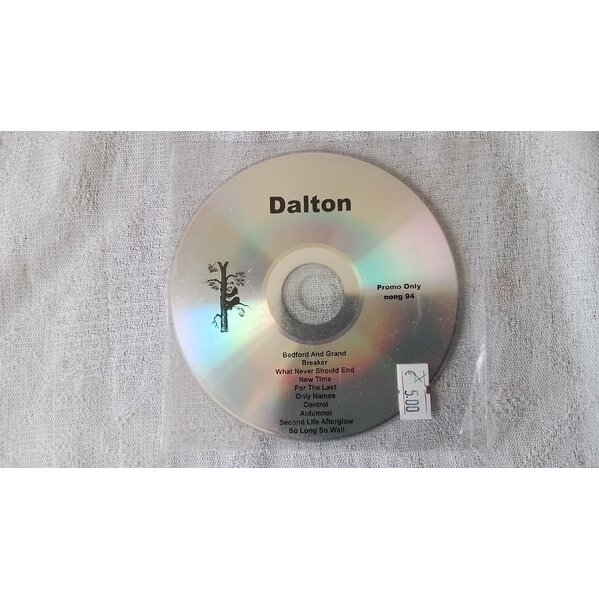 Dalton
Promo Only
nong 94
Bedford And Grand
Breaker
What Never Should End
New Time
For The Last
Only Names
Control
Autumnal
Second Life Afterglow
So Long So Well
€ 5,00